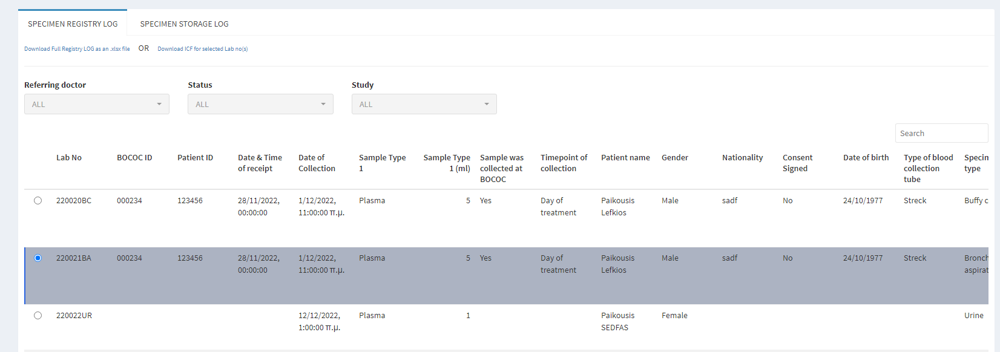 SPECIMEN REGISTRY LOG SPECIMEN STORAGE LOG
Download Full Registry LOG as an .xlsx file OR Download ICF for selected Lab no(s)
Referring doctor Status Study
ALL ALL ALL
Search
Lab No BOCOC ID Patient ID Date & Time Date of Sample Type Sample Type Sample was Timepoint of Patient name Gender Nationality Consent Date of birth Type of blood Specim
of receipt Collection 1 1 (ml) collected at collection Signed collection type
BOCOC tube
220020BC 000234 123456 28/11/2022, 1/12/2022, Plasma 5 Yes Day of Paikousis Male sadf No 24/10/1977 Streck Buffy c
00:00:00 11:00:00 π.μ. treatment Lefkios
220021BA 000234 123456 28/11/2022, 1/12/2022, Plasma 5 Yes Day of Paikousis Male sadf No 24/10/1977 Streck Bronch
00:00:00 11:00:00 π.μ. treatment Lefkios aspirat
220022UR 12/12/2022, Plasma 1 Paikousis Female Urine
1:00:00 π.μ. SEDFAS